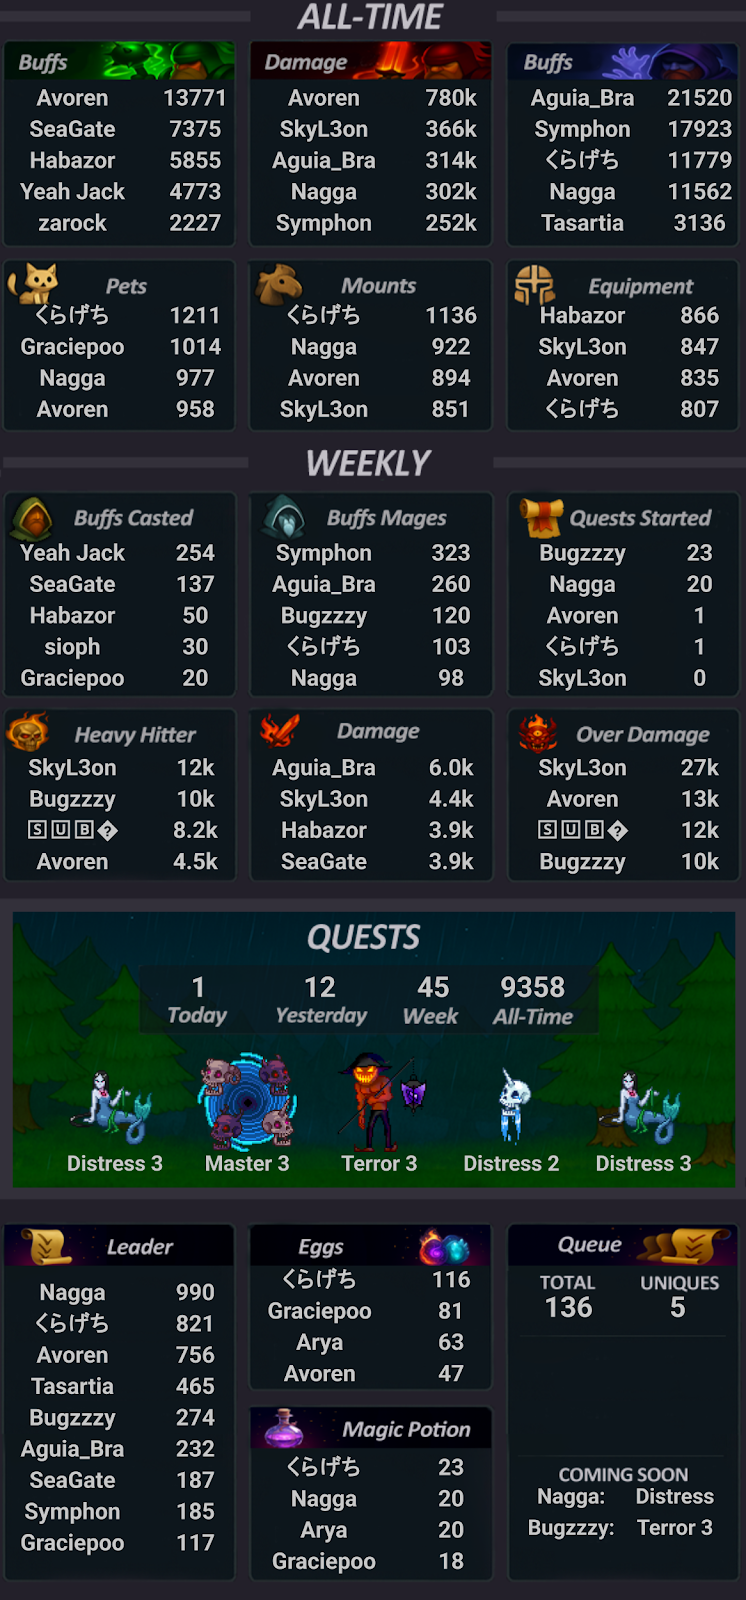 ALL-TIME
Buffs
Avoren 13771
SeaGate 7375
Habazor 5855
Yeah Jack 4773
zarock 2227
Damage
Avoren 780k
SkyL3on 366k
Aguia_Bra 314k
Nagga 302k
Symphon 252k
Buffs
Aguia_Bra 21520
Symphon 17923
くらげち 11779
Nagga 11562
Tasartia 3136
Pets
くらげち 1211
Graciepoo 1014
Nagga 977
Avoren 958
Mounts
くらげち 1136
Nagga 922
Avoren 894
SkyL3on 851
Equipment
Habazor 866
SkyL3on 847
Avoren 835
くらげち 807
WEEKLY
Buffs Casted
Yeah Jack 254
SeaGate 137
Habazor 50
sioph 30
Graciepoo 20
Buffs Mages
Symphon 323
Aguia_Bra 260
Bugzzzy 120
くらげち 103
Nagga 98
Quests Started
Bugzzzy 23
Nagga 20
Avoren 1
くらげち 1
SkyL3on 0
Heavy Hitter
SkyL3on 12k
Bugzzzy 10k
🅂🅄🄱� 8.2k
Avoren 4.5k
Damage
Aguia_Bra 6.0k
SkyL3on 4.4k
Habazor 3.9k
SeaGate 3.9k
Over Damage
SkyL3on 27k
Avoren 13k
🅂🅄🄱� 12k
Bugzzzy 10k
QUESTS
1 12 45 9358
Today Yesterday Week All-Time
Distress 3 Master 3 Terror 3 Distress 2 Distress 3
Leader
Nagga 990
くらげち 821
Avoren 756
Tasartia 465
Bugzzzy 274
Aguia_Bra 232
SeaGate 187
Symphon 185
Graciepoo 117
Eggs
くらげち 116
Graciepoo 81
Arya 63
Avoren 47
Magic Potion
くらげち 23
Nagga 20
Arya 20
Graciepoo 18
Queue
TOTAL UNIQUES
136 5
COMING SOON
Nagga: Distress
Bugzzzy: Terror 3